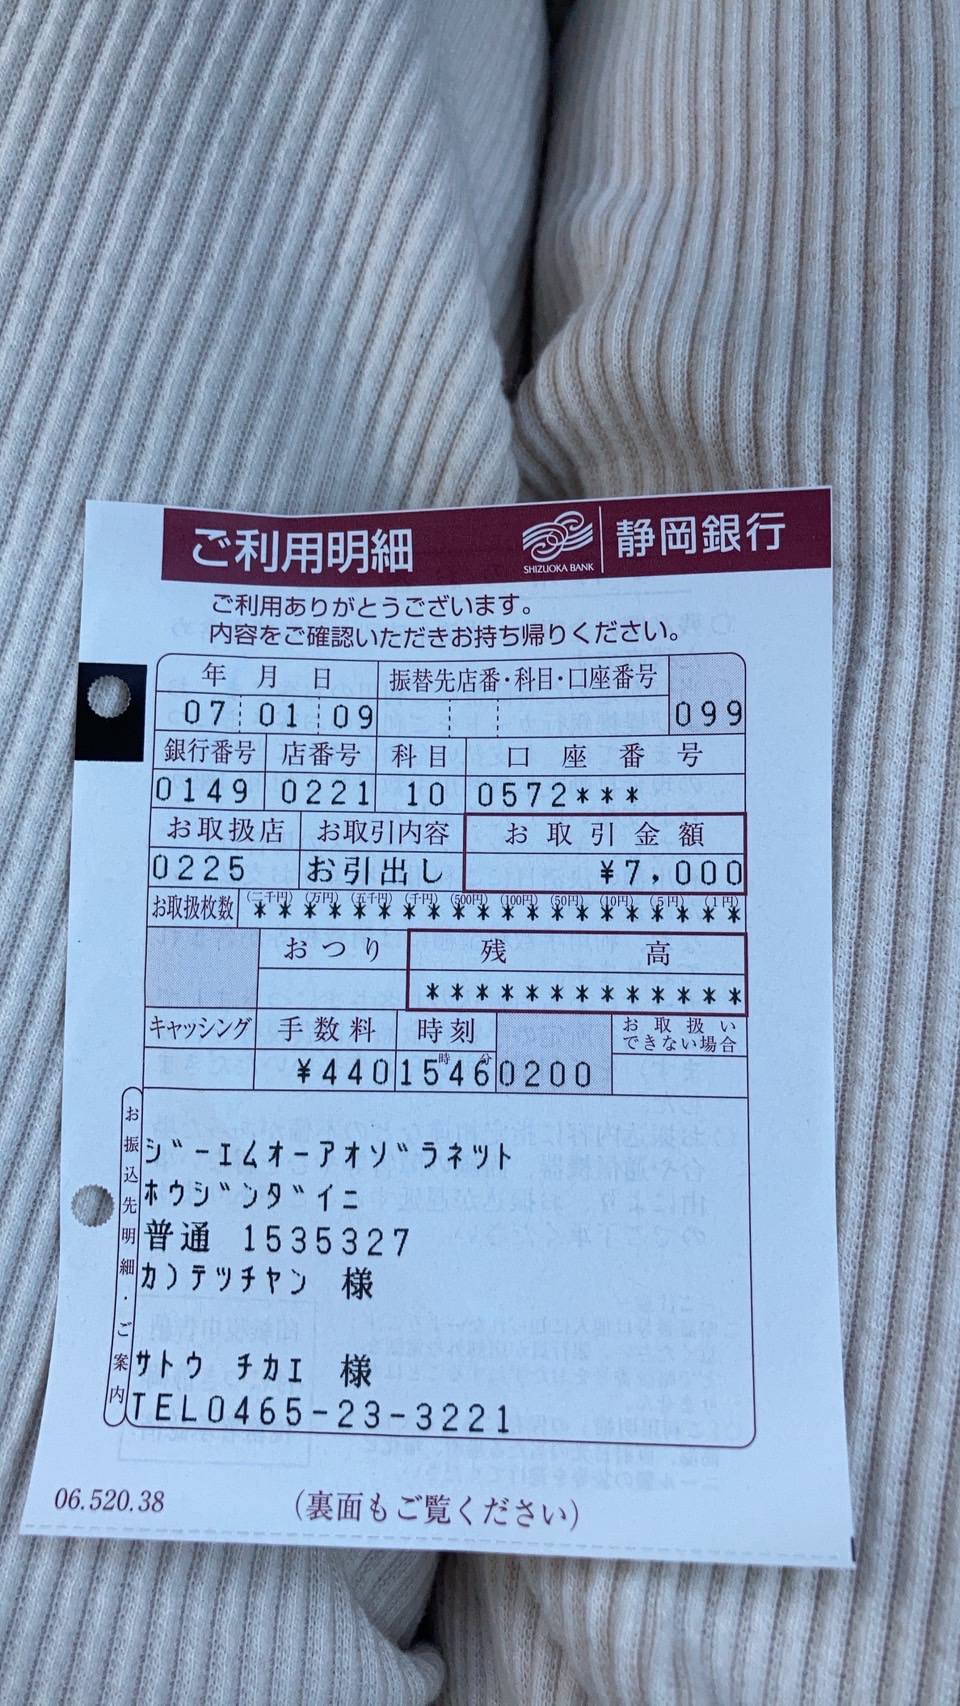 ご利用明細
SHIZUOKA BANK
静岡銀行
ご利用ありがとうございます。
内容をご確認いただきお持ち帰りください。
年 月 日 振替先店番・科目・口座番号
07 01 09 099
銀行番号 店番号 科目 口座番号
0149 0221 10 0572***
お取扱店 お取引内容 お取引金額
0225 お引出し ¥7,000
お取扱枚数 (二千円) (万円) (五千円) (千円) (500円) (100円) (50円) (10円) (5円) (1円)
********************
おつり 残高
*************
キャッシング 手数料 時刻 お取扱いできない場合
¥440 15時46分 0200
お振込先明細・ご案内
ジーエムオーアオゾラネット
ホウジンダイニ
普通 1535327
カ)テツチヤン 様
サトウ チカエ 様
TEL0465-23-3221
06.520.38
(裏面もご覧ください)